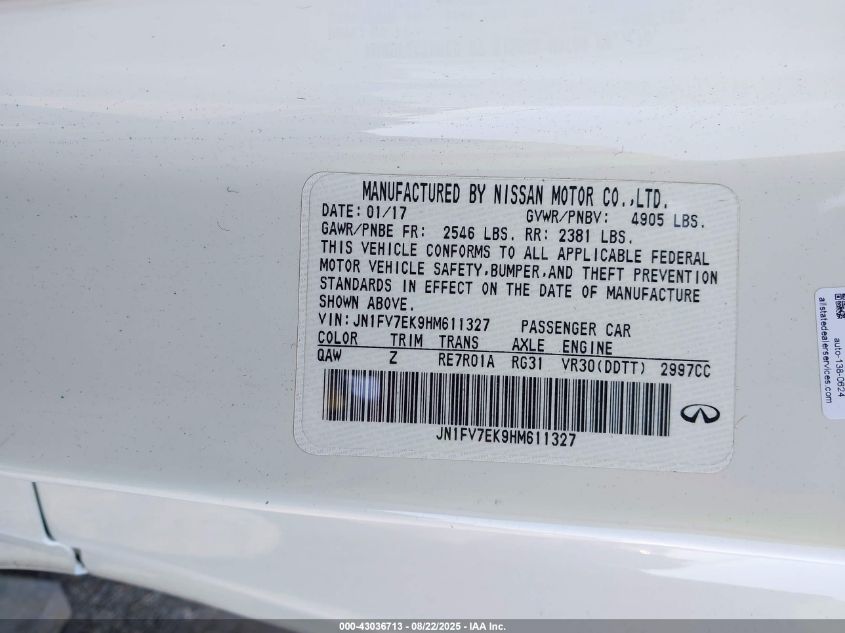 MANUFACTURED BY NISSAN MOTOR CO.,LTD.
DATE: 01/17 GVWR/PNBV: 4905 LBS.
GAWR/PNBE FR: 2546 LBS. RR: 2381 LBS.
THIS VEHICLE CONFORMS TO ALL APPLICABLE FEDERAL
MOTOR VEHICLE SAFETY,BUMPER,AND THEFT PREVENTION
STANDARDS IN EFFECT ON THE DATE OF MANUFACTURE
SHOWN ABOVE.
VIN: JN1FV7EK9HM611327 PASSENGER CAR
COLOR TRIM TRANS AXLE ENGINE
QAW Z RE7R01A RG31 VR30(DDTT) 2997CC
JN1FV7EK9HM611327
auto-138-0624
allstatedealerservices.com
000-43036713 - 08/22/2025 - IAA Inc.